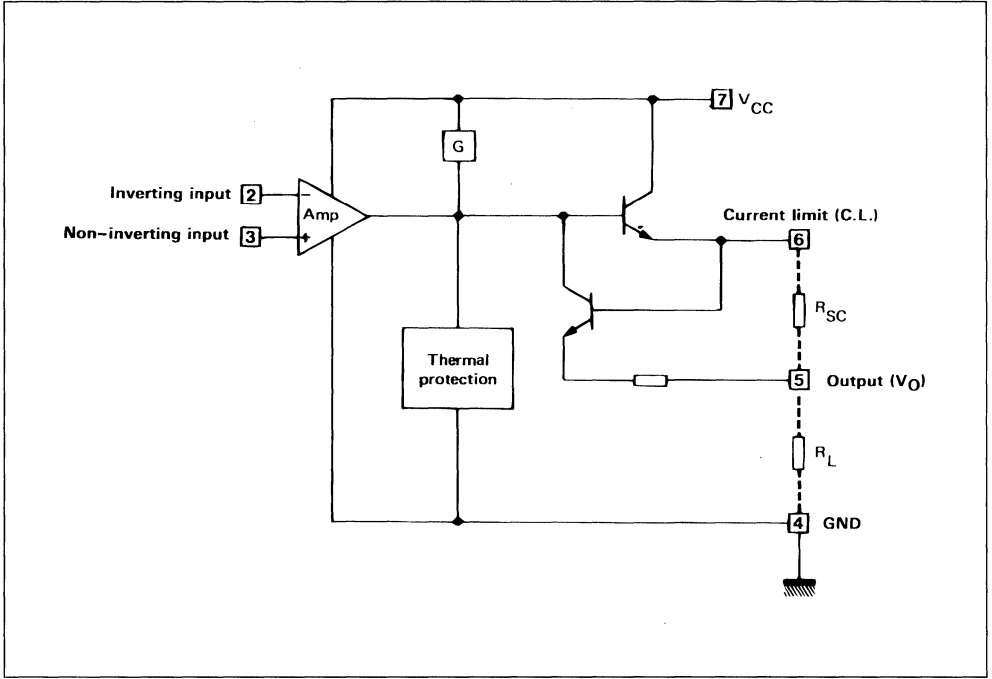 7 VCC
G
Inverting input 2
−
Amp
Non-inverting input 3
+
Current limit (C.L.)
6
RSC
Thermal
protection
5 Output (VO)
RL
4 GND